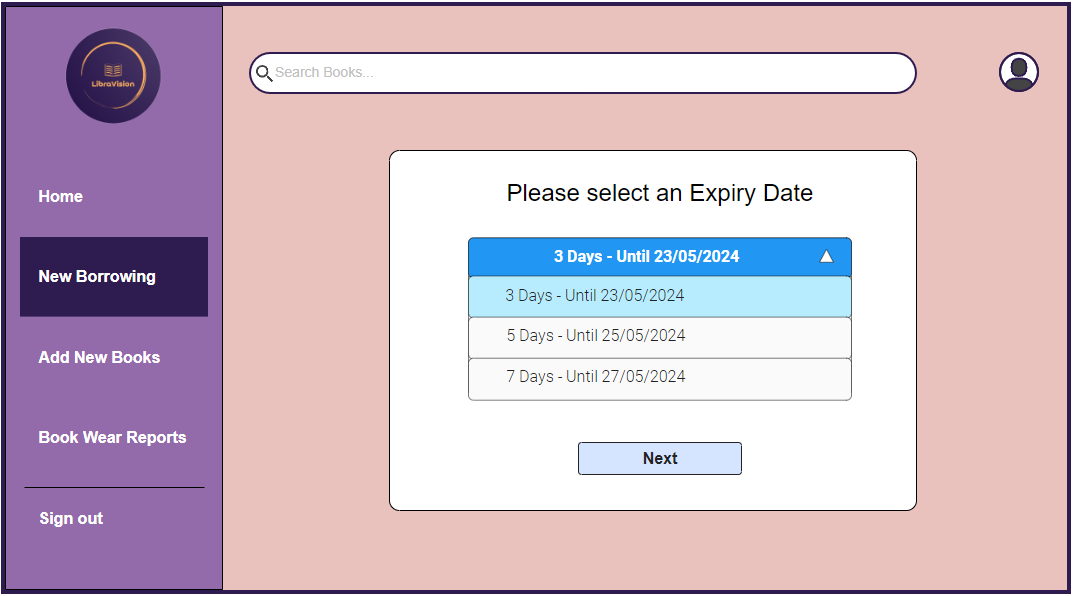 LibraVision
Search Books...
Home
New Borrowing
Add New Books
Book Wear Reports
Sign out
Please select an Expiry Date
3 Days - Until 23/05/2024
3 Days - Until 23/05/2024
5 Days - Until 25/05/2024
7 Days - Until 27/05/2024
Next